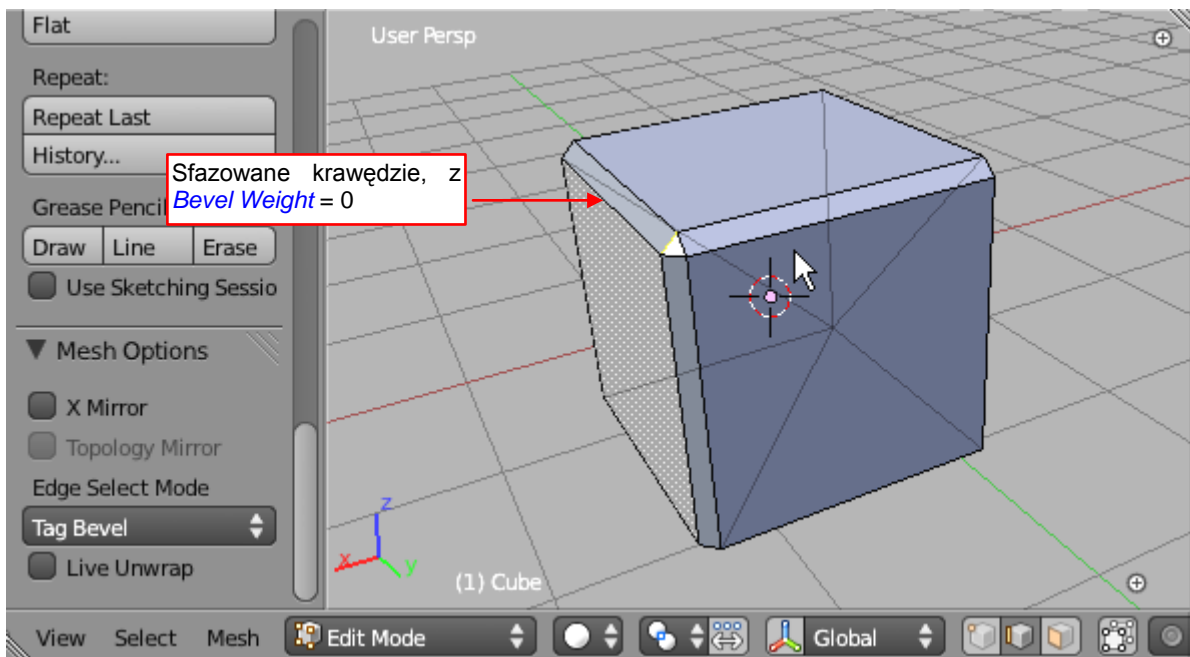 Flat
User Persp
Repeat:
Repeat Last
History...
Sfazowane krawędzie, z
Bevel Weight = 0
Grease Pencil
Draw Line Erase
Use Sketching Sessio
Mesh Options
X Mirror
Topology Mirror
Edge Select Mode
Tag Bevel
Live Unwrap
z
x
y
(1) Cube
View Select Mesh Edit Mode Global